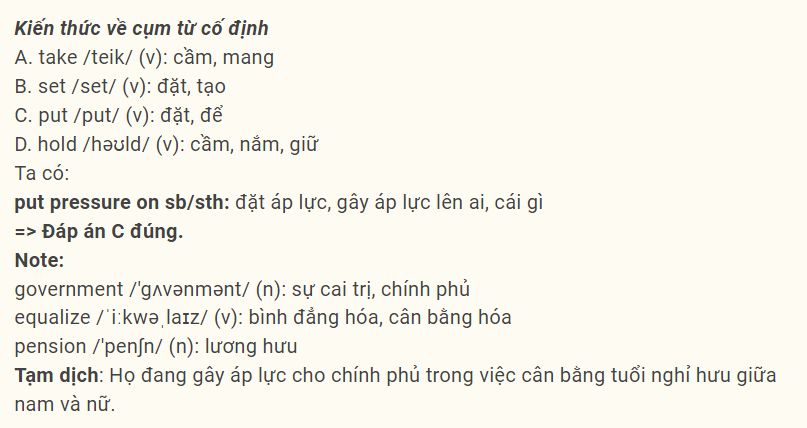 Kiến thức về cụm từ cố định
A. take /teik/ (v): cầm, mang
B. set /set/ (v): đặt, tạo
C. put /put/ (v): đặt, để
D. hold /həʊld/ (v): cầm, nắm, giữ
Ta có:
put pressure on sb/sth: đặt áp lực, gây áp lực lên ai, cái gì
=> Đáp án C đúng.
Note:
government /'gʌvənmənt/ (n): sự cai trị, chính phủ
equalize /ˈiːkwəˌlaɪz/ (v): bình đẳng hóa, cân bằng hóa
pension /'penʃn/ (n): lương hưu
Tạm dịch: Họ đang gây áp lực cho chính phủ trong việc cân bằng tuổi nghỉ hưu giữa
nam và nữ.